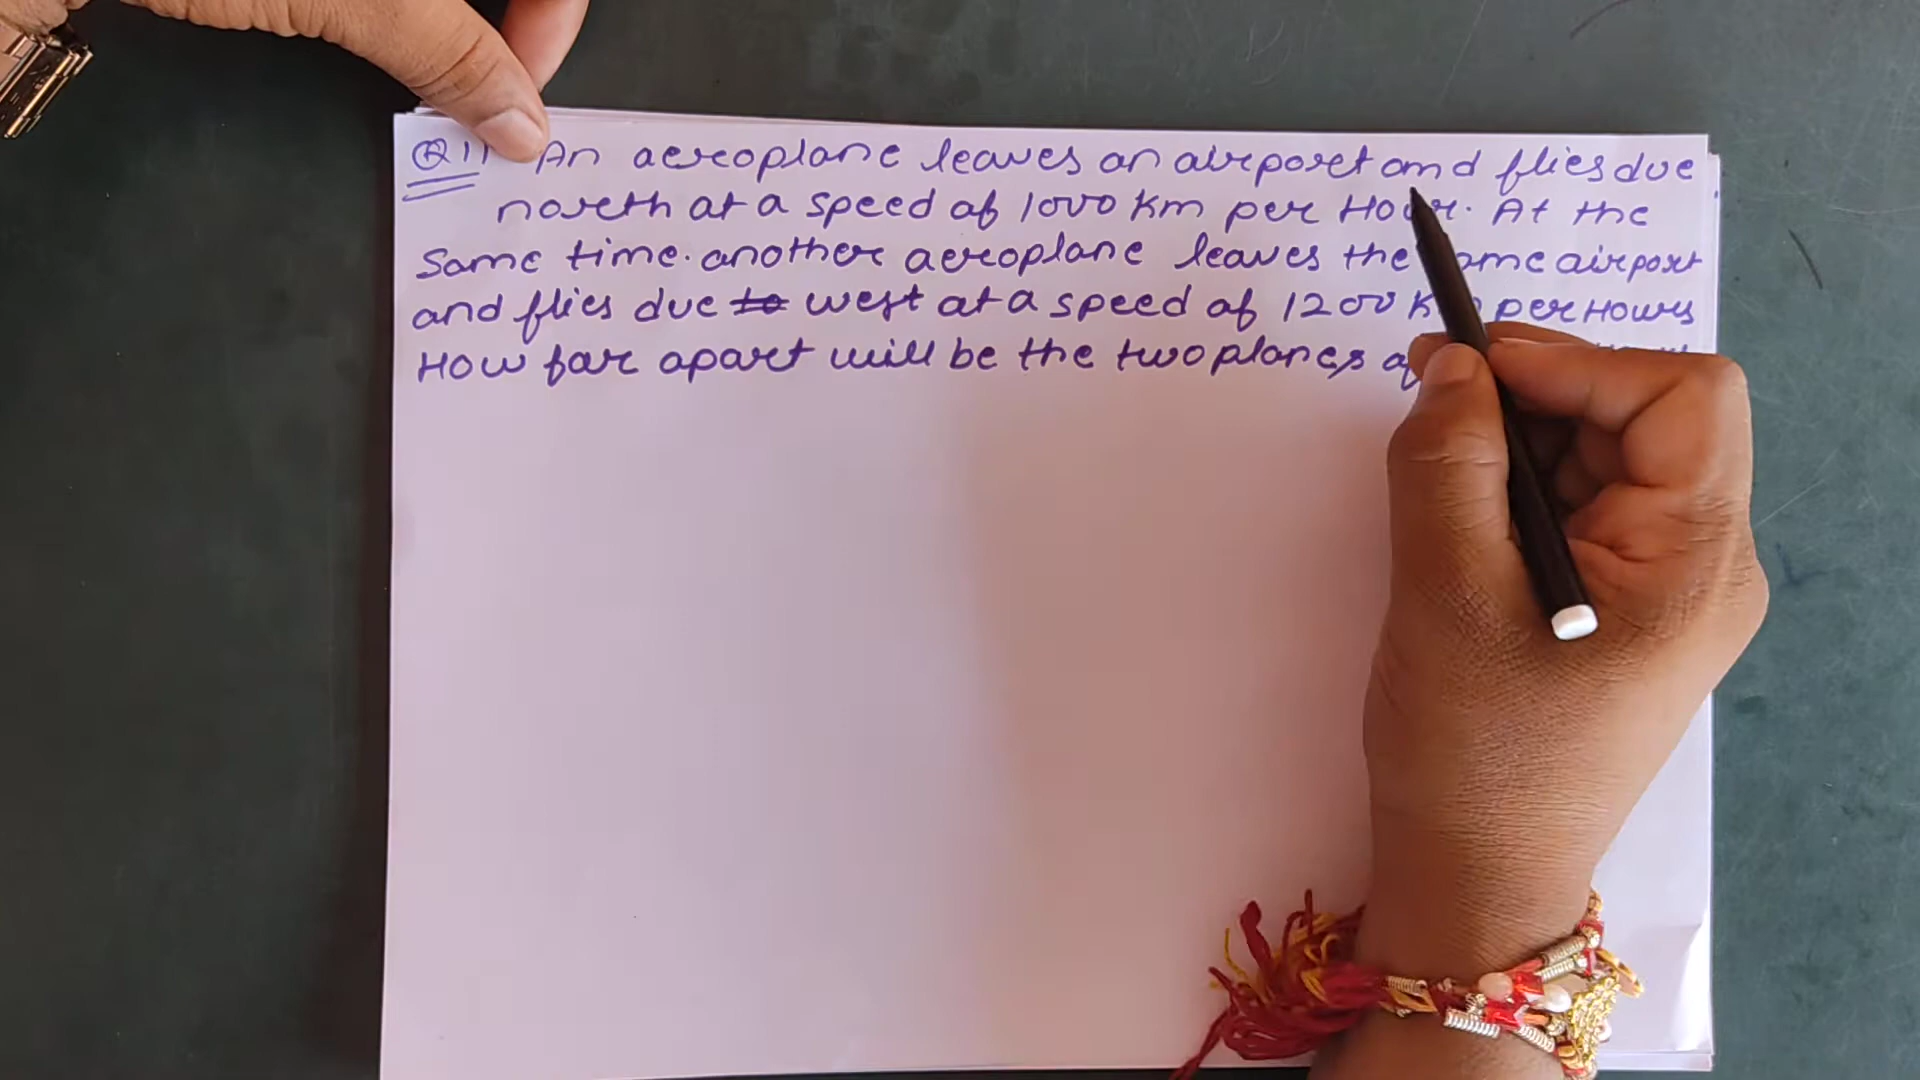 Q 11 An aeroplane leaves an airport and flies due
north at a speed of 1000 Km per Hour. At the
Same time. another aeroplane leaves the airport
and flies due to west at a speed of 1200 per Hours
How far apart will be the two planes